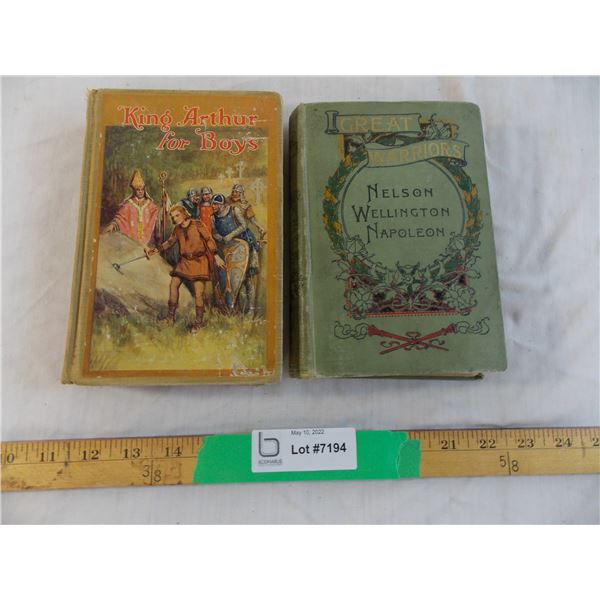 King Arthur
for Boys
GREAT
WARRIORS
NELSON
WELLINGTON
NAPOLEON
May 10, 2022
b
BODNARUS
Lot #7194
10 11 12 13 14 21 22 23 24
3/8 5/8